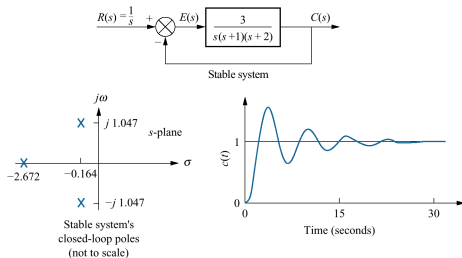 R(s) = 1/s
+
−
E(s)
3
s(s +1)(s + 2)
C(s)
Stable system
jω
j 1.047
s-plane
σ
−2.672
−0.164
−j 1.047
Stable system's
closed-loop poles
(not to scale)
c(t)
1
0
0
15
30
Time (seconds)